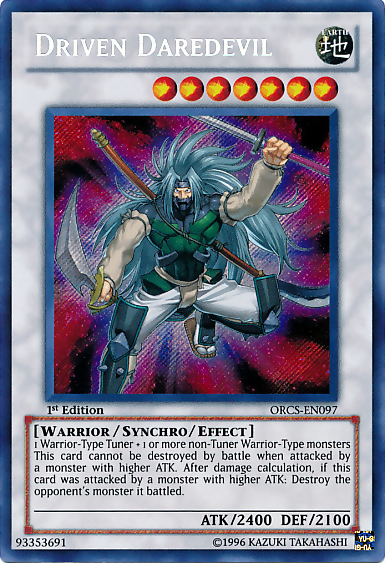 DRIVEN DAREDEVIL
EARTH
地
1st Edition
ORCS-EN097
[WARRIOR / SYNCHRO / EFFECT]
1 Warrior-Type Tuner + 1 or more non-Tuner Warrior-Type monsters
This card cannot be destroyed by battle when attacked
by a monster with higher ATK. After damage calculation, if this
card was attacked by a monster with higher ATK: Destroy the
opponent's monster it battled.
ATK/2400 DEF/2100
93353691
©1996 KAZUKI TAKAHASHI